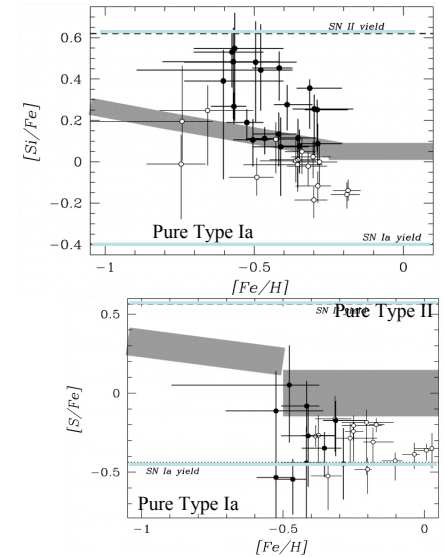 SN II yield
0.6
0.4
0.2
0
−0.2
−0.4
[Si/Fe]
Pure Type Ia
SN Ia yield
−1
−0.5
0
[Fe/H]
SN I yield
Pure Type II
0.5
0
−0.5
[S/Fe]
SN Ia yield
Pure Type Ia
−1
−0.5
0
[Fe/H]